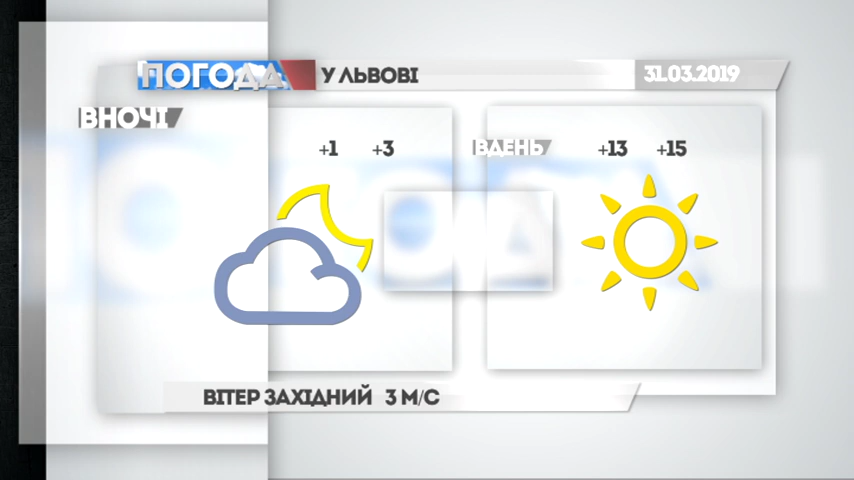 ПОГОДА У ЛЬВОВІ 31.03.2019
ВНОЧІ +1 +3
ВДЕНЬ +13 +15
ВІТЕР ЗАХІДНИЙ 3 М/С